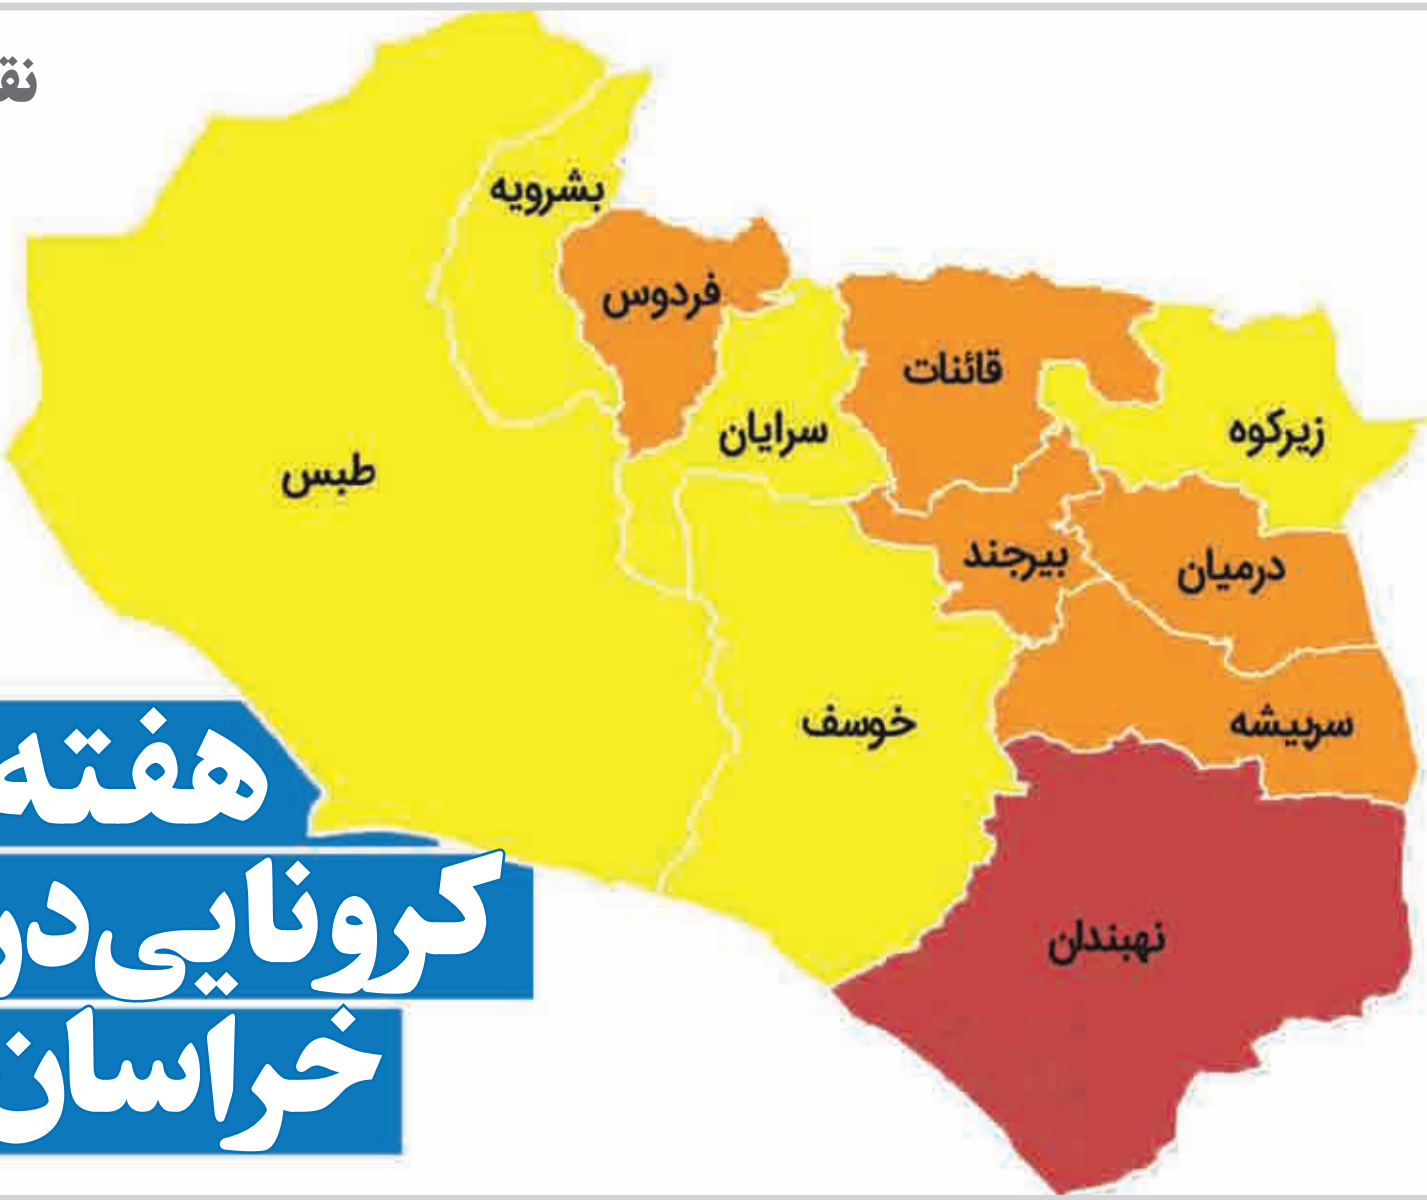 بشرویه
فردوس
قائنات
زیرکوه
سرایان
طبس
بیرجند
درمیان
خوسف
سربیشه
نهبندان
هفته
کرونایی در
خراسان